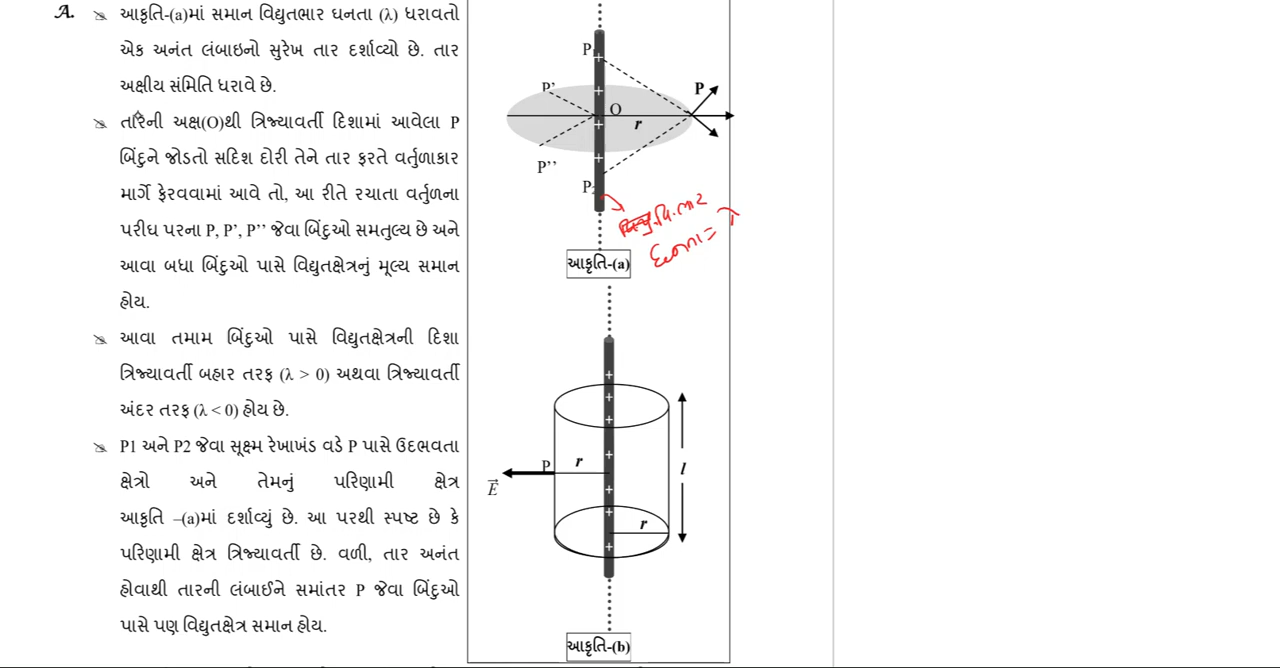 A. આકૃતિ-(a)માં સમાન વિદ્યુતભાર ઘનતા (λ) ધરાવતો
એક અનંત લંબાઇનો સુરેખ તાર દર્શાવ્યો છે. તાર
અક્ષીય સંમિતિ ધરાવે છે.
તારની અક્ષ(O)થી ત્રિજ્યાવર્તી દિશામાં આવેલા P
બિંદુને જોડતો સદિશ દોરી તેને તાર ફરતે વર્તુળાકાર
માર્ગે ફેરવવામાં આવે તો, આ રીતે રચાતા વર્તુળના
પરીઘ પરના P, P’, P’’ જેવા બિંદુઓ સમતુલ્ય છે અને
આવા બધા બિંદુઓ પાસે વિદ્યુતક્ષેત્રનું મૂલ્ય સમાન
હોય.
આવા તમામ બિંદુઓ પાસે વિદ્યુતક્ષેત્રની દિશા
ત્રિજ્યાવર્તી બહાર તરફ (λ > 0) અથવા ત્રિજ્યાવર્તી
અંદર તરફ (λ < 0) હોય છે.
P1 અને P2 જેવા સૂક્ષ્મ રેખાખંડ વડે P પાસે ઉદભવતા
ક્ષેત્રો અને તેમનું પરિણામી ક્ષેત્ર
આકૃતિ –(a)માં દર્શાવ્યું છે. આ પરથી સ્પષ્ટ છે કે
પરિણામી ક્ષેત્ર ત્રિજ્યાવર્તી છે. વળી, તાર અનંત
હોવાથી તારની લંબાઈને સમાંતર P જેવા બિંદુઓ
પાસે પણ વિદ્યુતક્ષેત્ર સમાન હોય.
P1
P’
P
O
r
P’’
P2
= λ
આકૃતિ-(a)
P
r
E
l
r
આકૃતિ-(b)